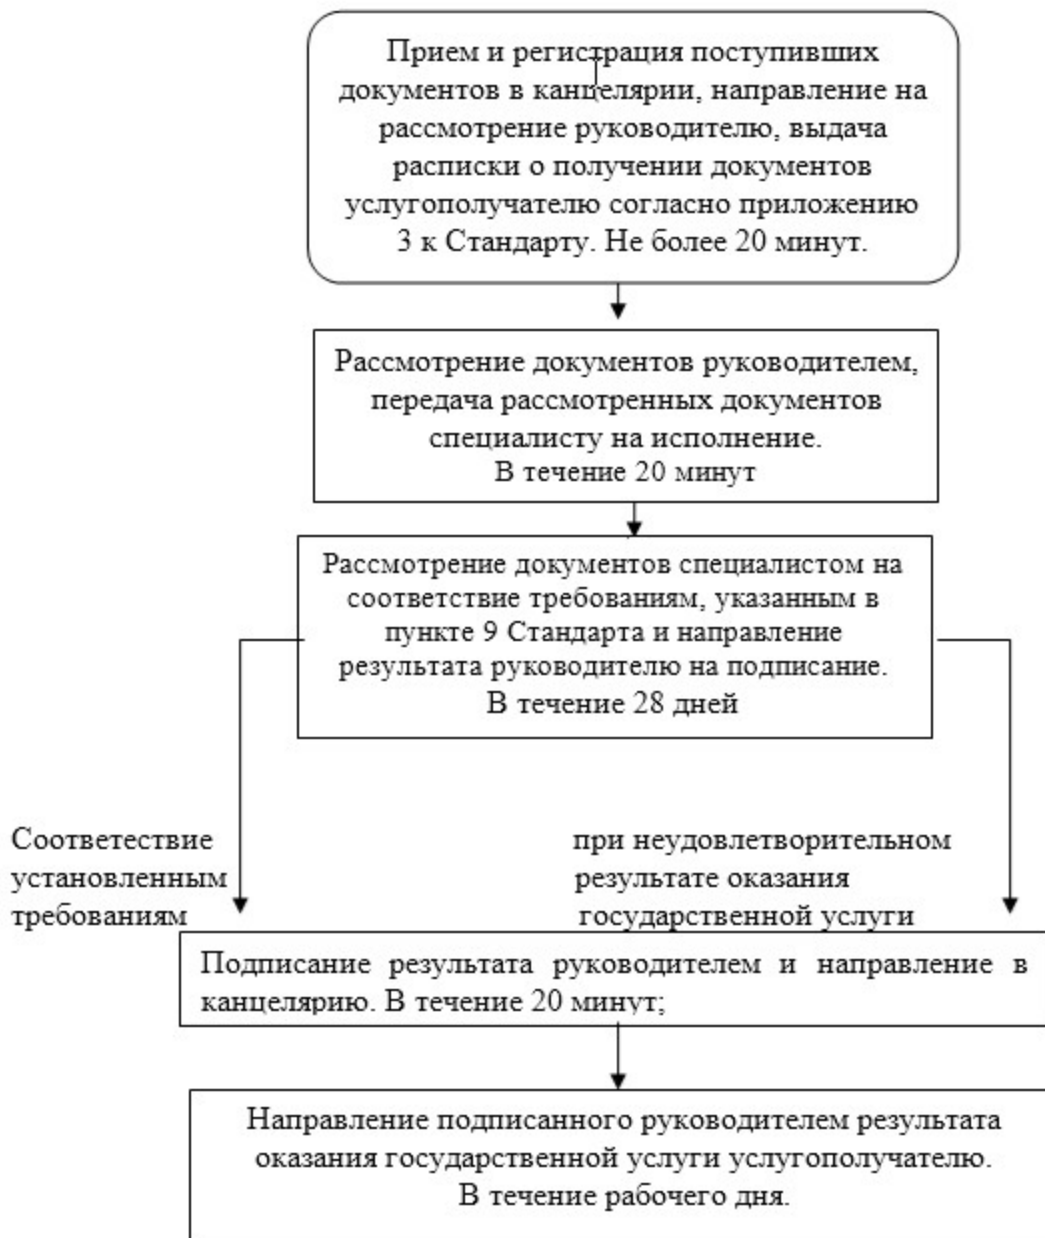 Прием и регистрация поступивших
документов в канцелярии, направление на
рассмотрение руководителю, выдача
расписки о получении документов
услугополучателю согласно приложению
3 к Стандарту. Не более 20 минут.
Рассмотрение документов руководителем,
передача рассмотренных документов
специалисту на исполнение.
В течение 20 минут
Рассмотрение документов специалистом на
соответствие требованиям, указанным в
пункте 9 Стандарта и направление
результата руководителю на подписание.
В течение 28 дней
Соответествие
установленным
требованиям
при неудовлетворительном
результате оказания
государственной услуги
Подписание результата руководителем и направление в
канцелярию. В течение 20 минут;
Направление подписанного руководителем результата
оказания государственной услуги услугополучателю.
В течение рабочего дня.